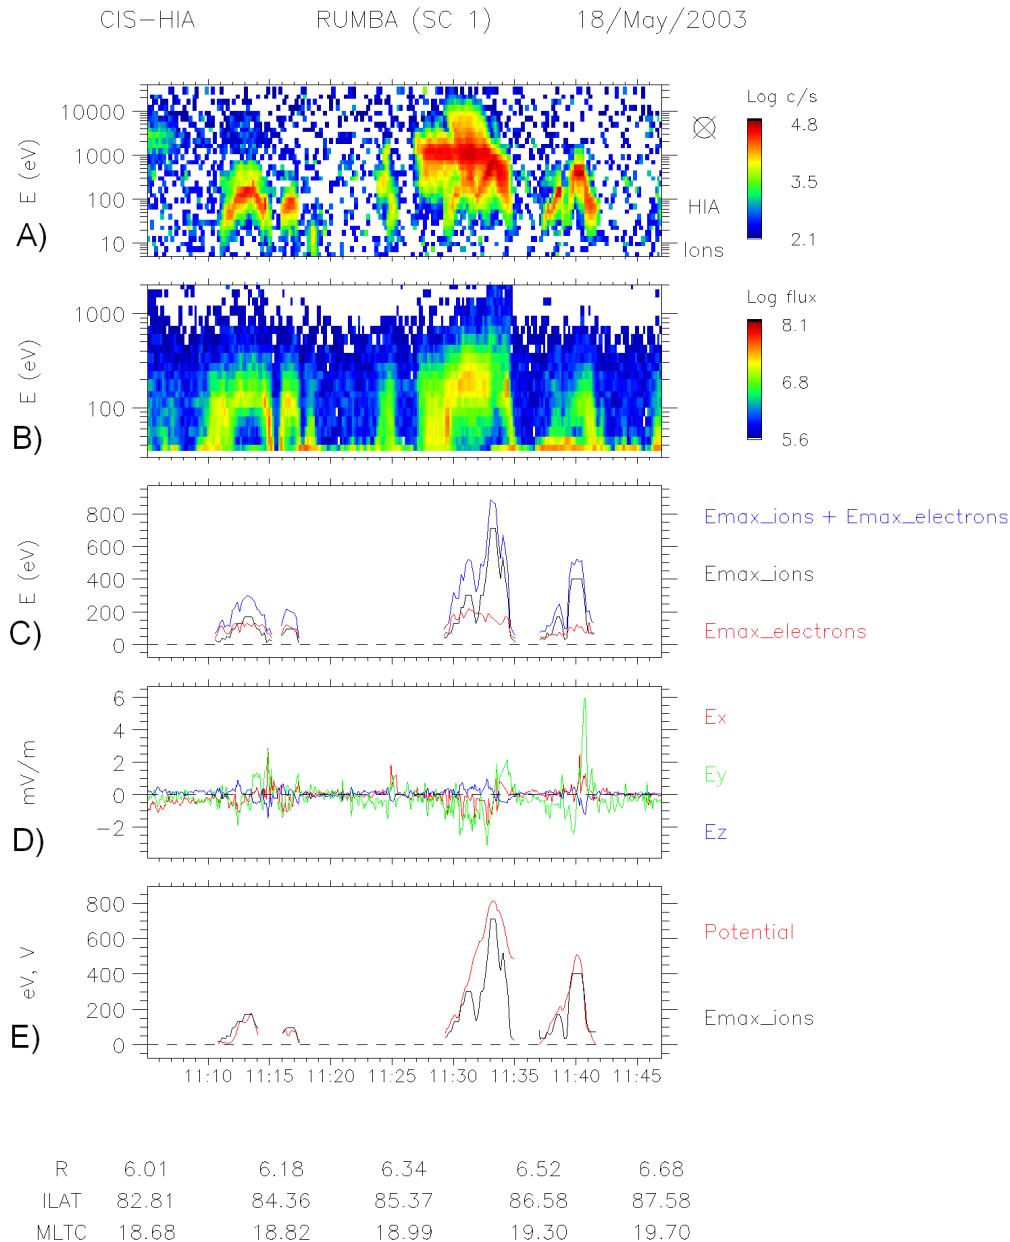 CIS-HIA RUMBA (SC 1) 18/May/2003
A)
E (eV)
10000
1000
100
10
HIA
Ions
Log c/s
4.8
3.5
2.1
B)
E (eV)
1000
100
Log flux
8.1
6.8
5.6
C)
E (eV)
800
600
400
200
0
Emax_ions + Emax_electrons
Emax_ions
Emax_electrons
D)
mV/m
6
4
2
0
-2
Ex
Ey
Ez
E)
eV, V
800
600
400
200
0
Potential
Emax_ions
11:10 11:15 11:20 11:25 11:30 11:35 11:40 11:45
R 6.01 6.18 6.34 6.52 6.68
ILAT 82.81 84.36 85.37 86.58 87.58
MLTC 18.68 18.82 18.99 19.30 19.70